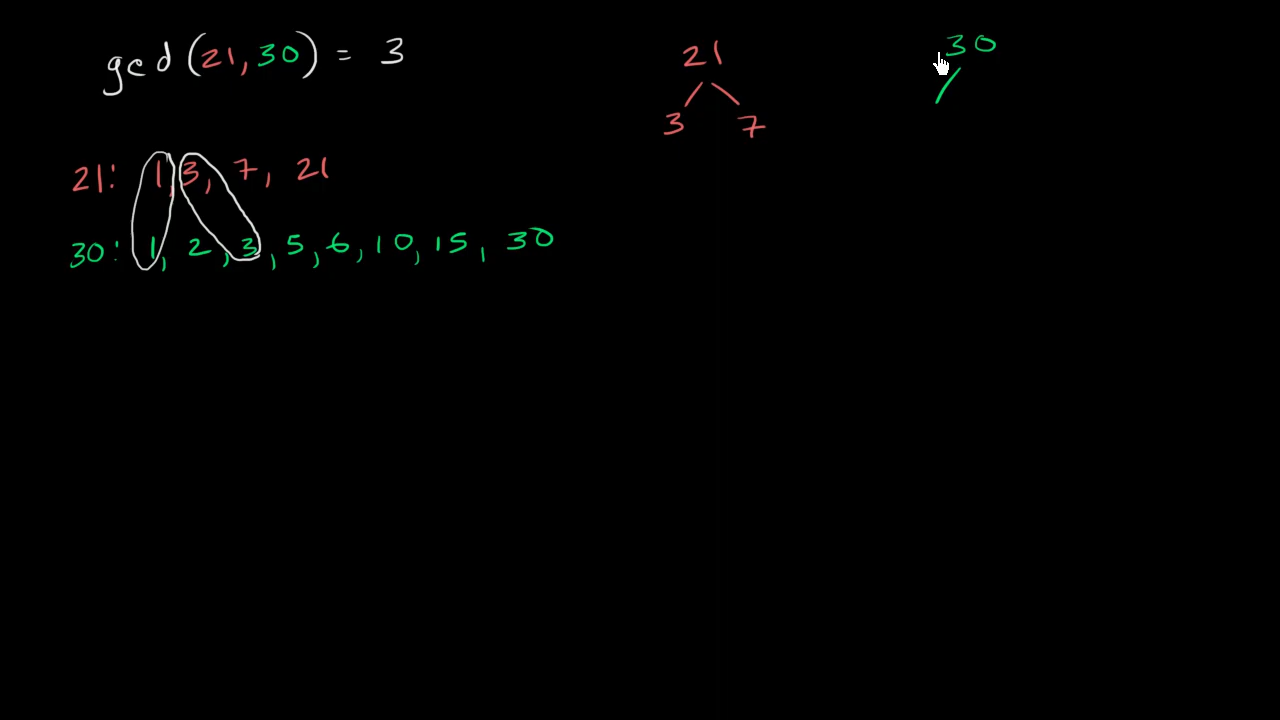 gcd (21, 30) = 3
21: 1, 3, 7, 21
30: 1, 2, 3, 5, 6, 10, 15, 30
21
3 7
30